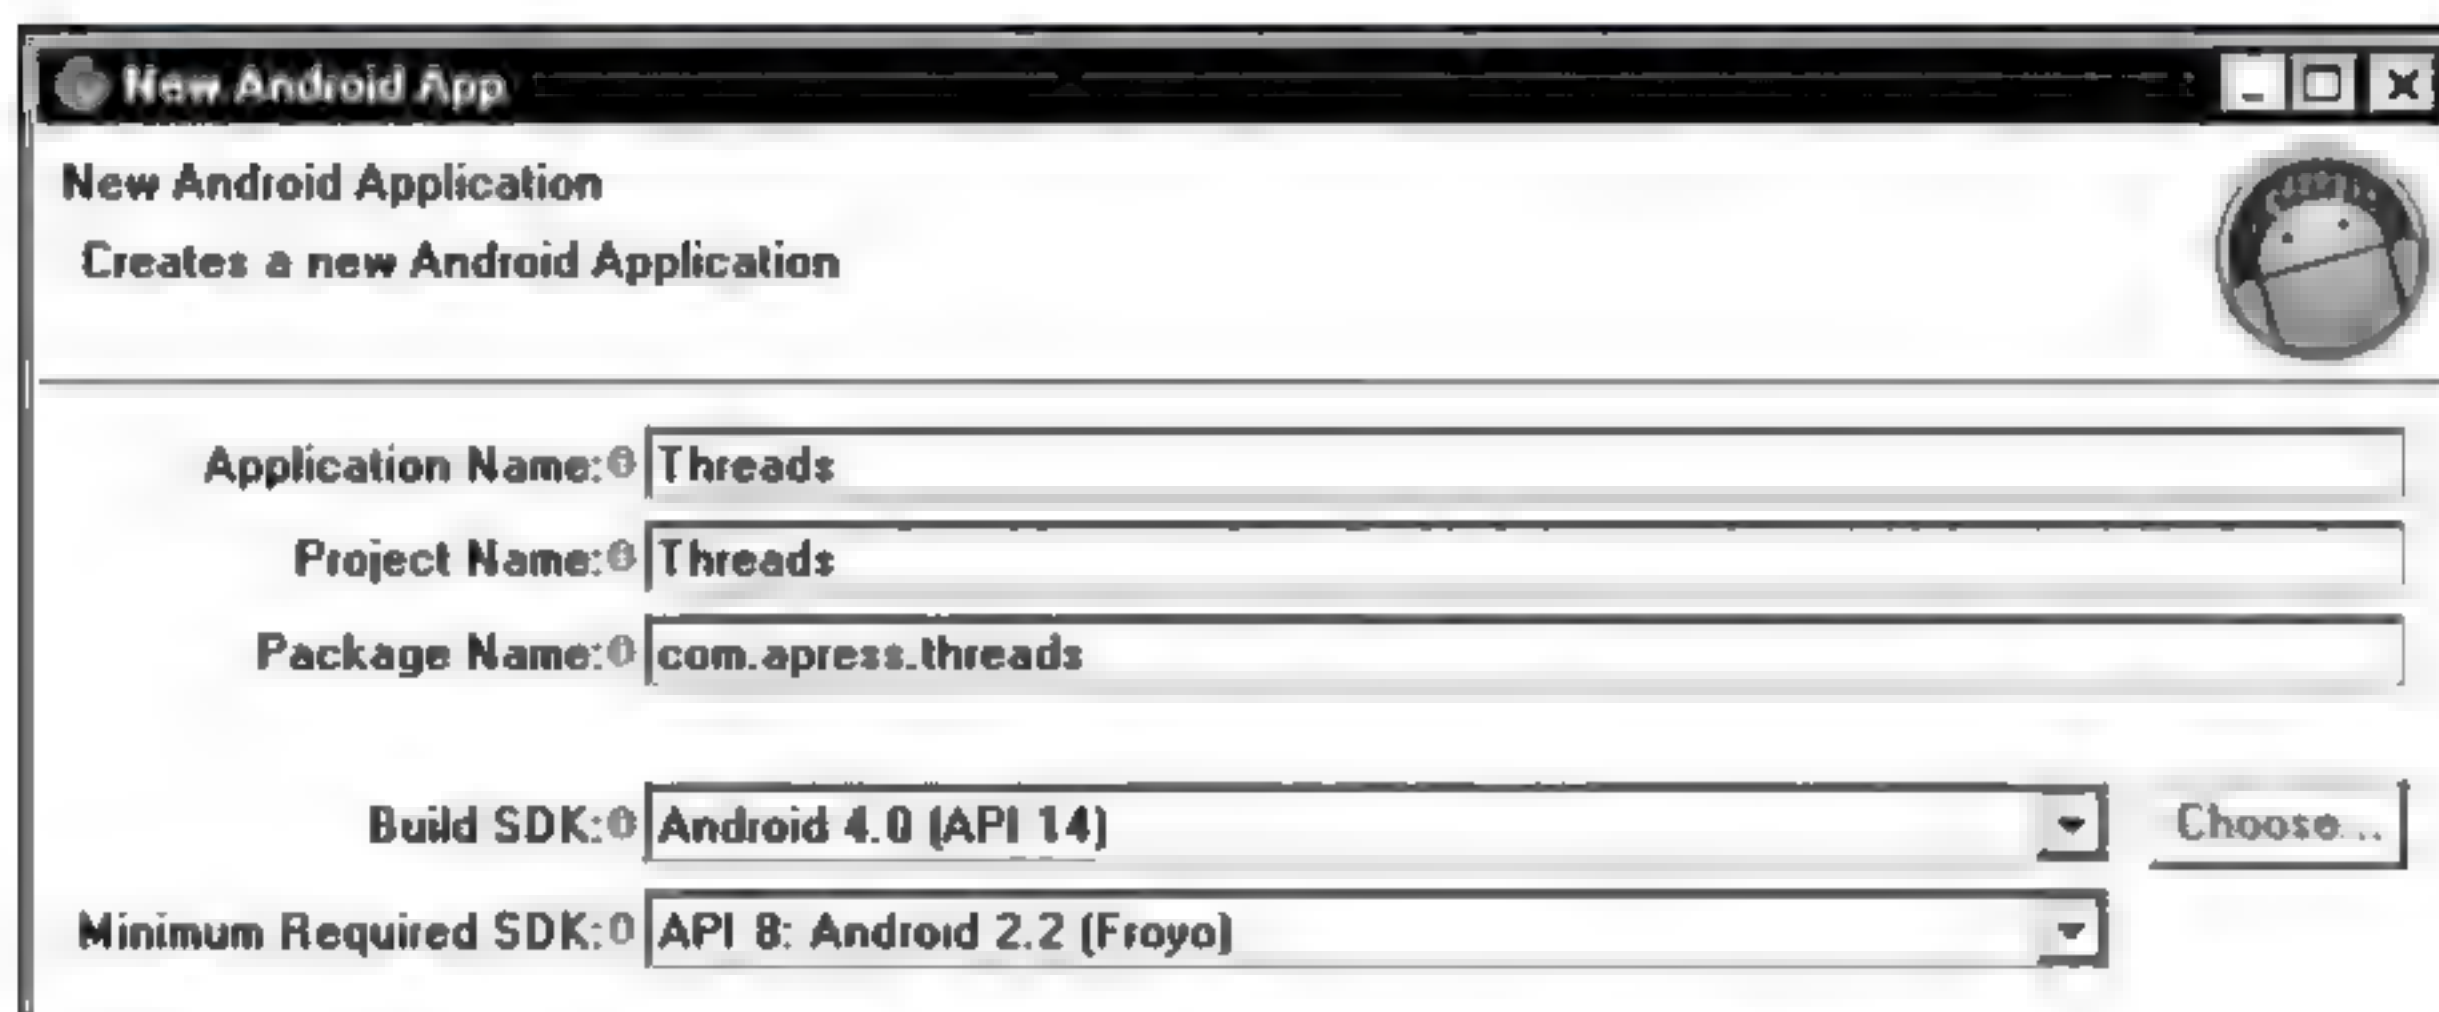 New Android App
New Android Application
Creates a new Android Application
Application Name: Threads
Project Name: Threads
Package Name: com.apress.threads
Build SDK: Android 4.0 (API 14) Choose...
Minimum Required SDK: API 8: Android 2.2 (Froyo)